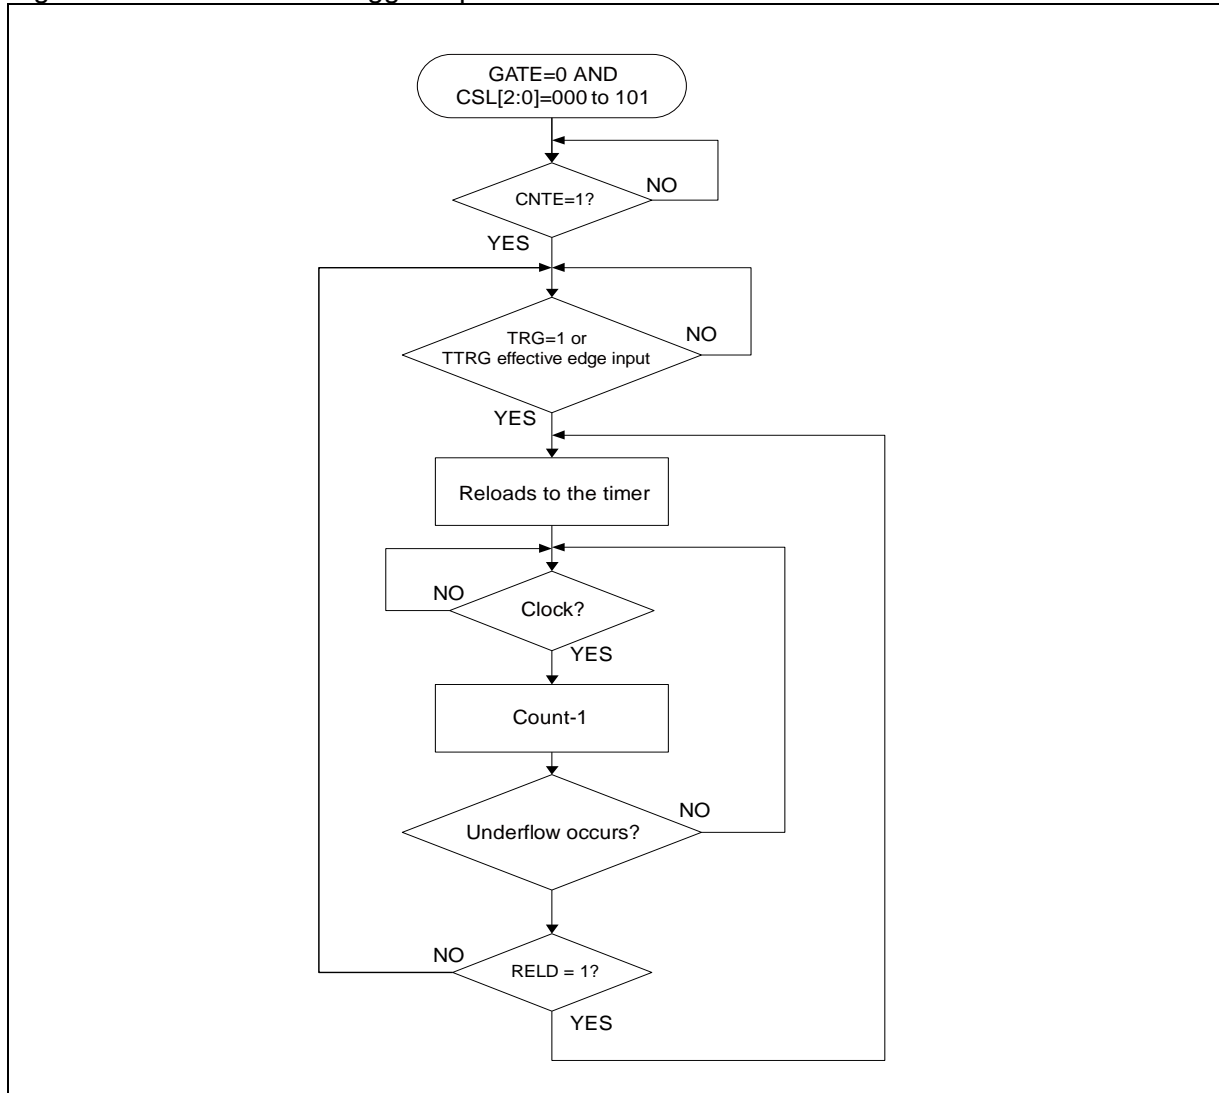 GATE=0 AND
CSL[2:0]=000 to 101
CNTE=1?
NO
YES
TRG=1 or
TTRG effective edge input
NO
YES
Reloads to the timer
NO
Clock?
YES
Count-1
NO
Underflow occurs?
NO
RELD = 1?
YES